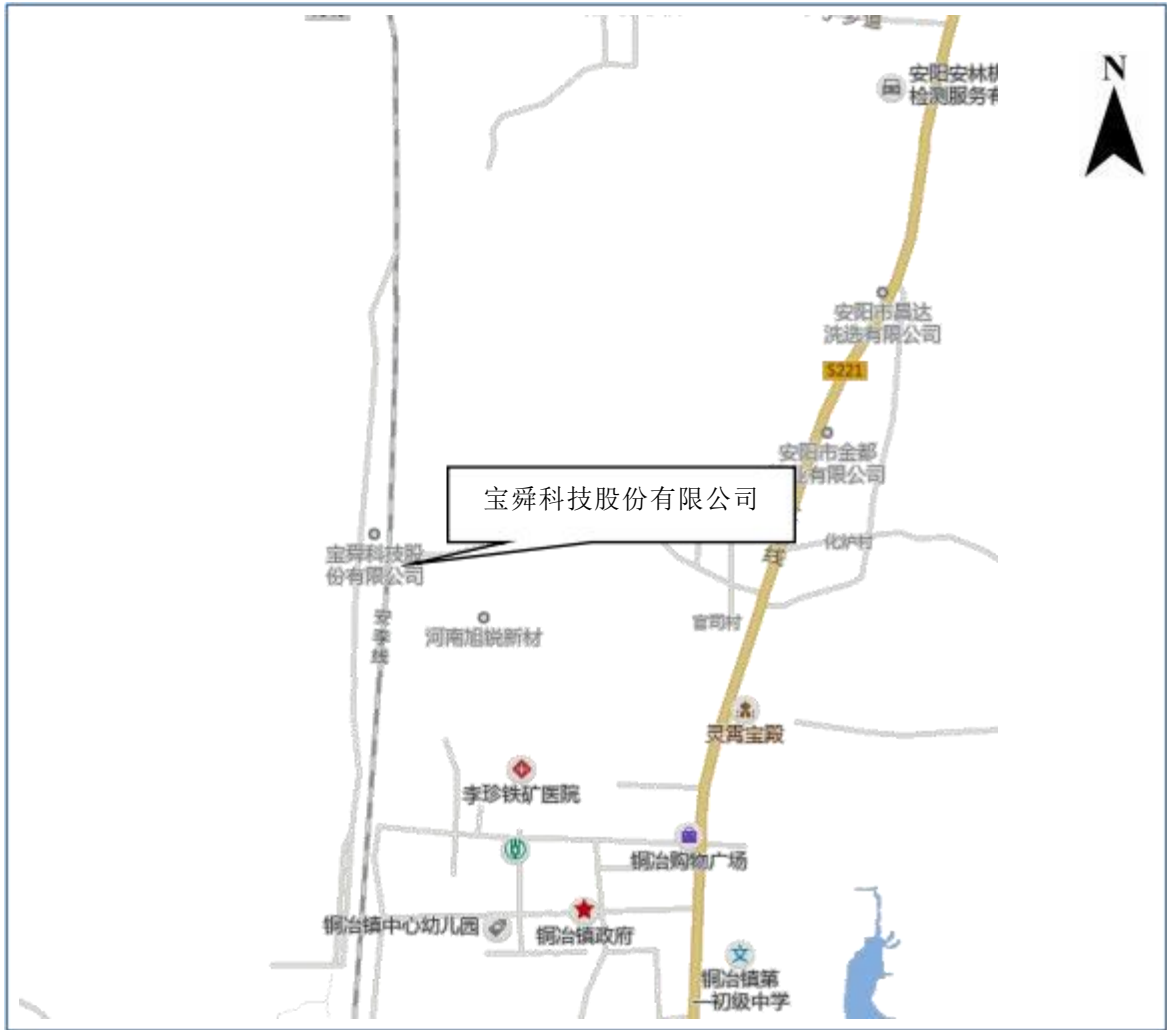 安阳安林机
检测服务有
N
安阳市昌达
洗选有限公司
S221
安阳市金都
业有限公司
宝舜科技股份有限公司
线
化炉村
宝舜科技股
份有限公司
安李线
官司村
河南旭锐新材
灵霄宝殿
李珍铁矿医院
铜冶购物广场
铜冶镇中心幼儿园
铜冶镇政府
文
铜冶镇第
一初级中学